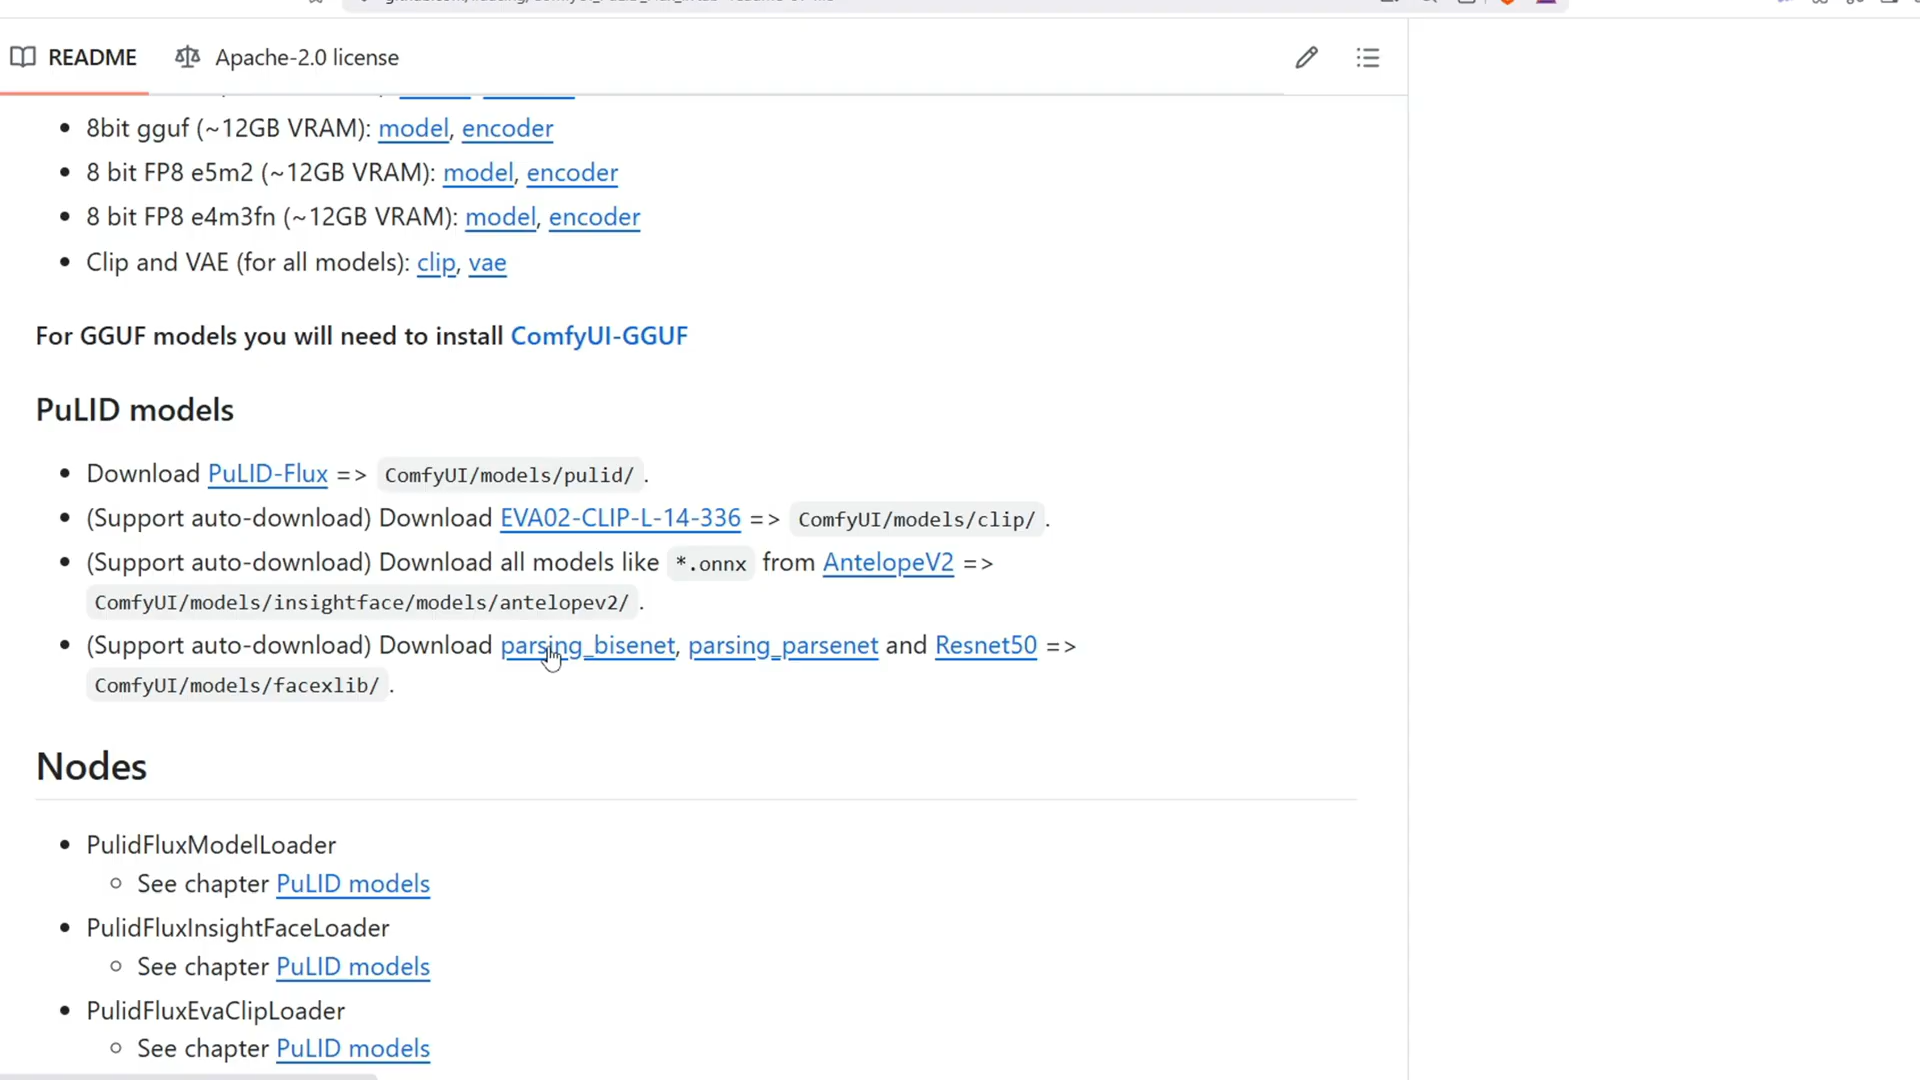 README Apache-2.0 license
8bit gguf (~12GB VRAM): model, encoder
8 bit FP8 e5m2 (~12GB VRAM): model, encoder
8 bit FP8 e4m3fn (~12GB VRAM): model, encoder
Clip and VAE (for all models): clip, vae
For GGUF models you will need to install ComfyUI-GGUF
PuLID models
Download PuLID-Flux => ComfyUI/models/pulid/ .
(Support auto-download) Download EVA02-CLIP-L-14-336 => ComfyUI/models/clip/ .
(Support auto-download) Download all models like *.onnx from AntelopeV2 =>
ComfyUI/models/insightface/models/antelopev2/ .
(Support auto-download) Download parsing_bisenet, parsing_parsenet and Resnet50 =>
ComfyUI/models/facexlib/ .
Nodes
PulidFluxModelLoader
See chapter PuLID models
PulidFluxInsightFaceLoader
See chapter PuLID models
PulidFluxEvaClipLoader
See chapter PuLID models